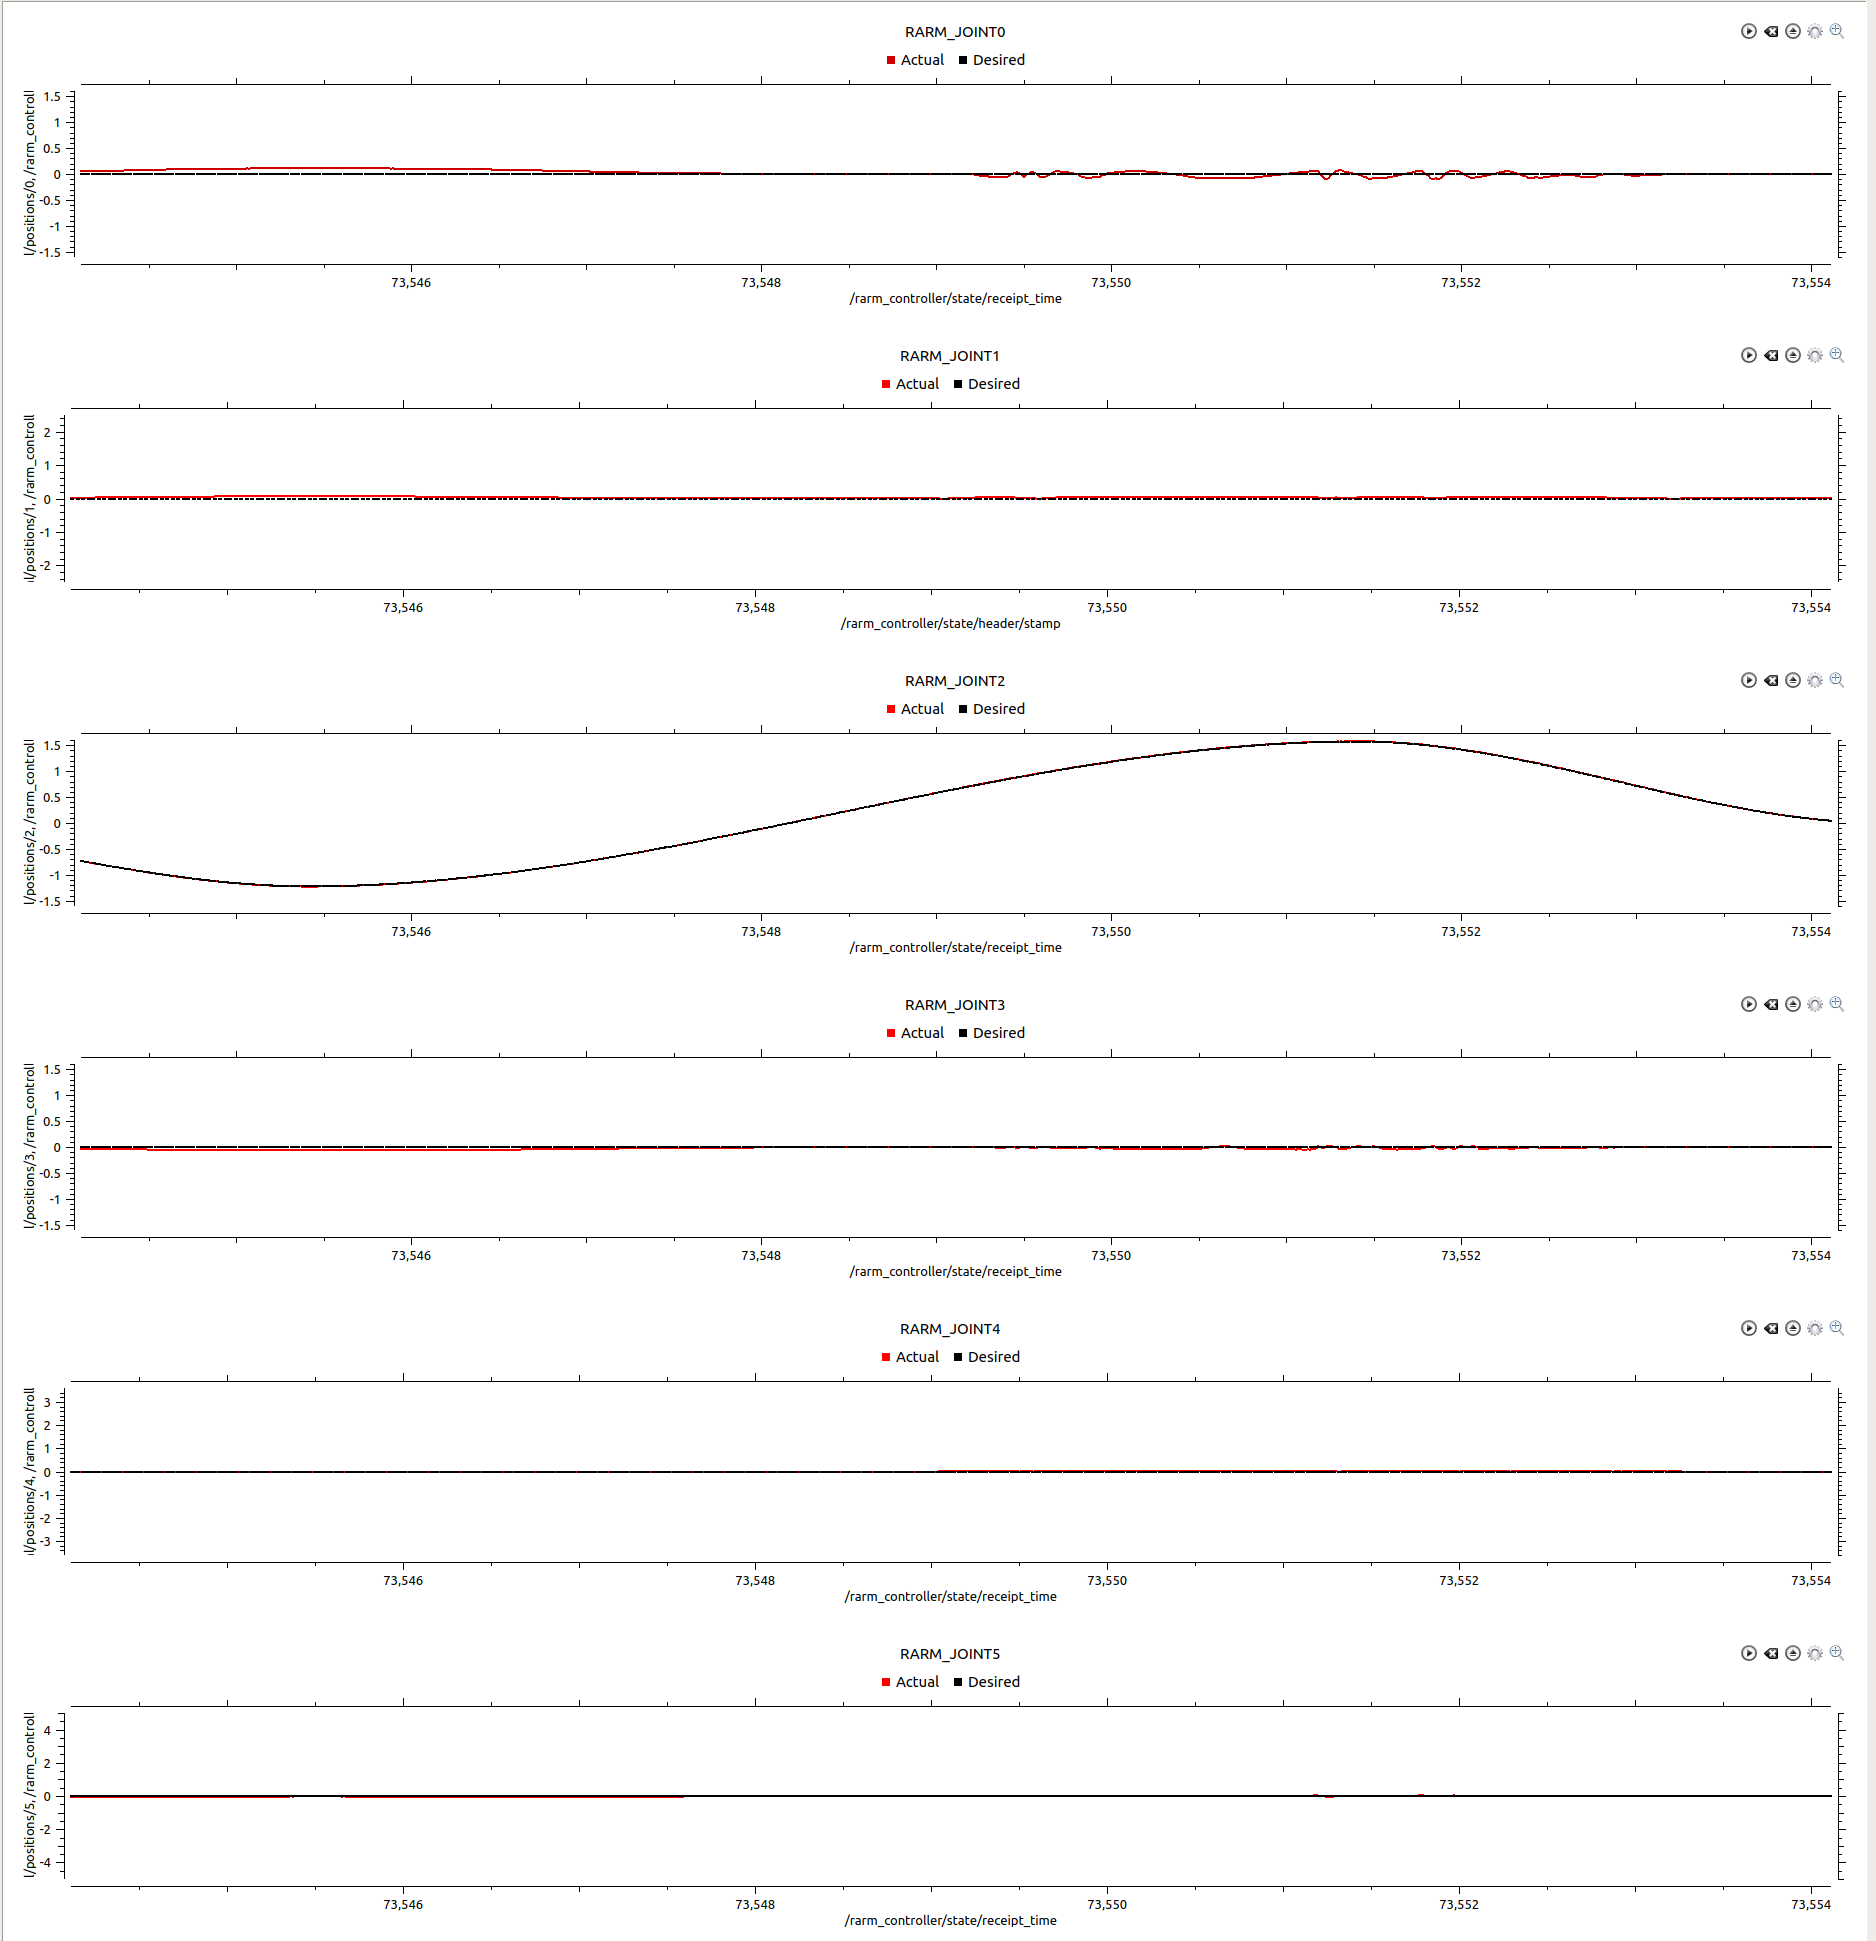 RARM_JOINT0
Actual Desired
l/positions/0, /rarm_controll
1.5
1
0.5
0
-0.5
-1
-1.5
73,546 73,548 73,550 73,552 73,554
/rarm_controller/state/receipt_time
RARM_JOINT1
Actual Desired
l/positions/1, /rarm_controll
2
1
0
-1
-2
73,546 73,548 73,550 73,552 73,554
/rarm_controller/state/header/stamp
RARM_JOINT2
Actual Desired
l/positions/2, /rarm_controll
1.5
1
0.5
0
-0.5
-1
-1.5
73,546 73,548 73,550 73,552 73,554
/rarm_controller/state/receipt_time
RARM_JOINT3
Actual Desired
l/positions/3, /rarm_controll
1.5
1
0.5
0
-0.5
-1
-1.5
73,546 73,548 73,550 73,552 73,554
/rarm_controller/state/receipt_time
RARM_JOINT4
Actual Desired
l/positions/4, /rarm_controll
3
2
1
0
-1
-2
-3
73,546 73,548 73,550 73,552 73,554
/rarm_controller/state/receipt_time
RARM_JOINT5
Actual Desired
l/positions/5, /rarm_controll
4
2
0
-2
-4
73,546 73,548 73,550 73,552 73,554
/rarm_controller/state/receipt_time